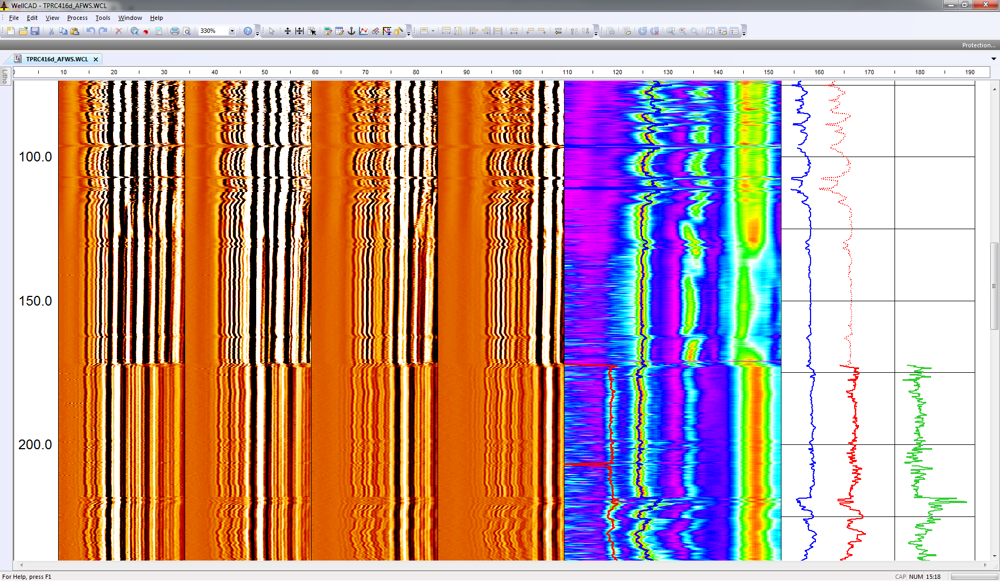 WellCAD - TPRC416d_AFWS.WCL
File Edit View Process Tools Window Help
330%
Protection...
TPRC416d_AFWS.WCL
Litho
0 10 20 30 40 50 60 70 80 90 100 110 120 130 140 150 160 170 180 190
100.0
150.0
200.0
For Help, press F1
CAP NUM 15:18